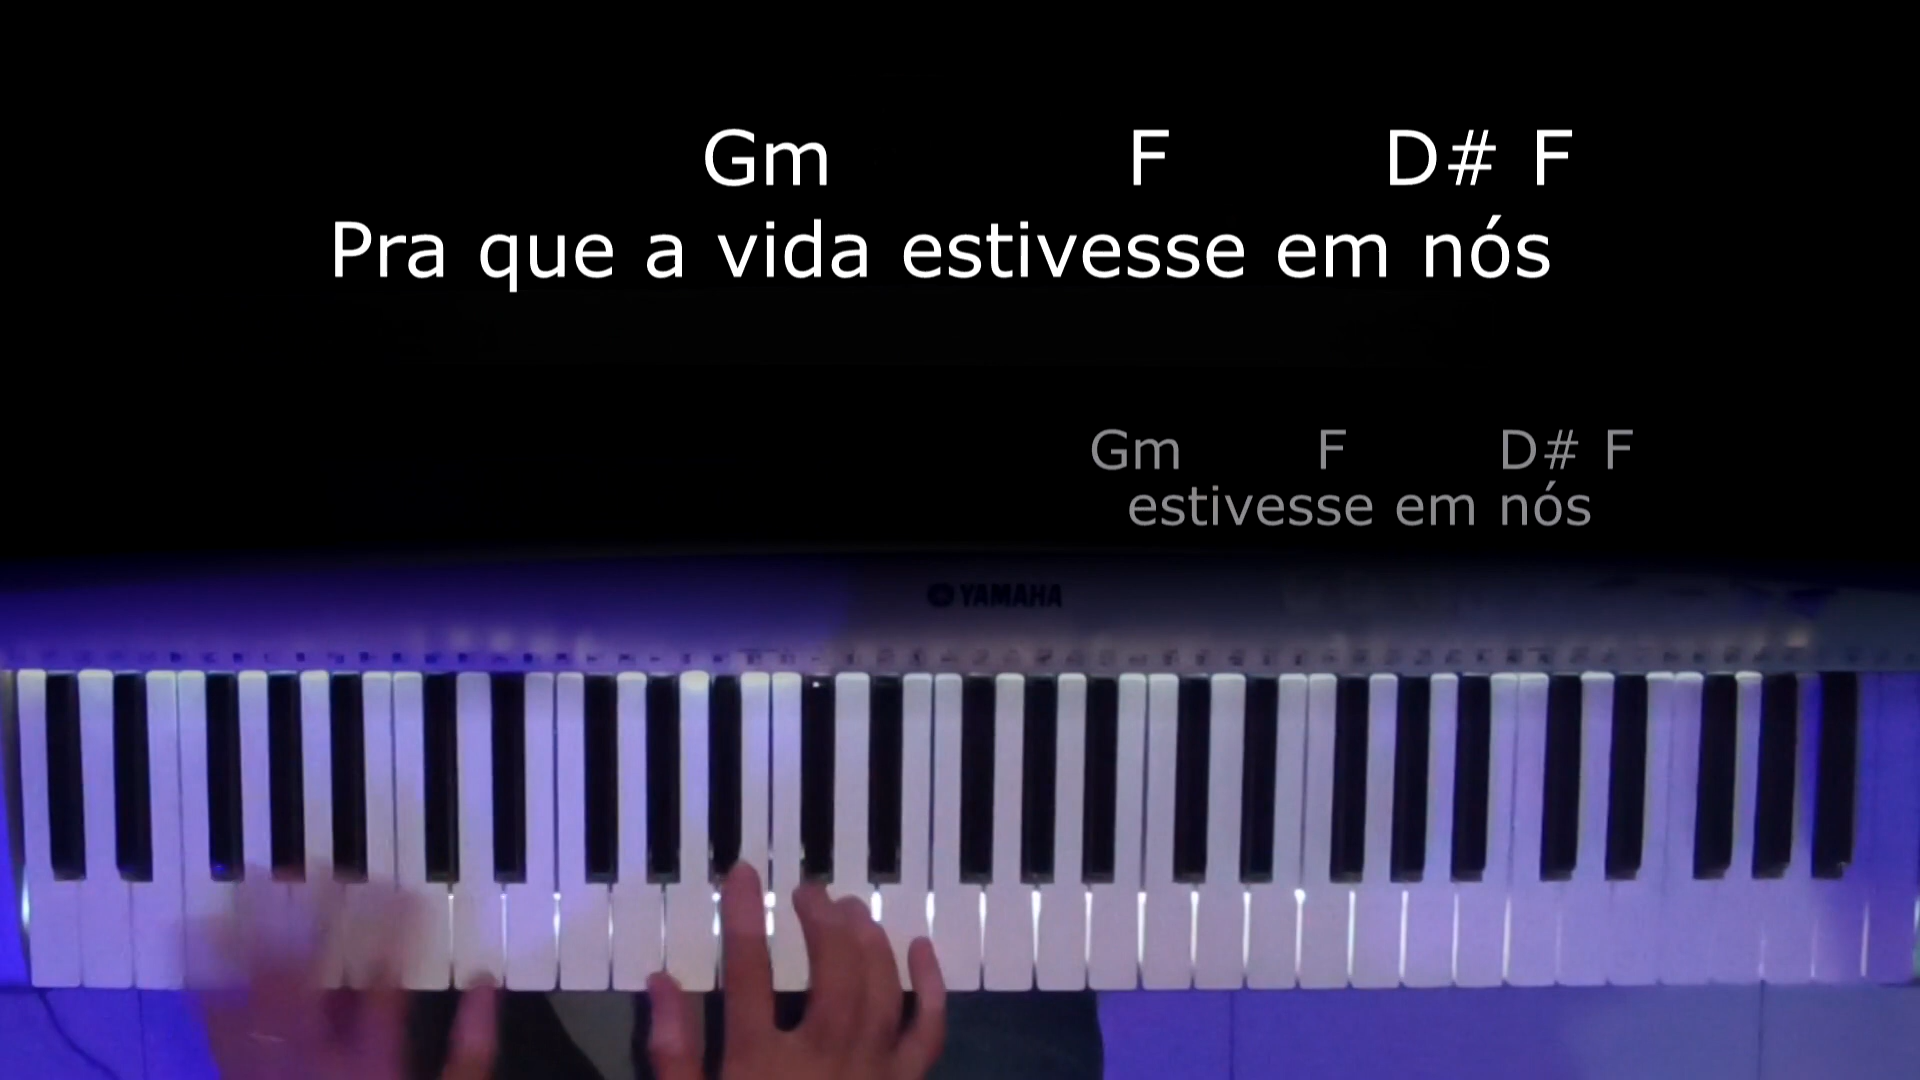 Gm F D# F
Pra que a vida estivesse em nós
Gm F D# F
estivesse em nós
YAMAHA